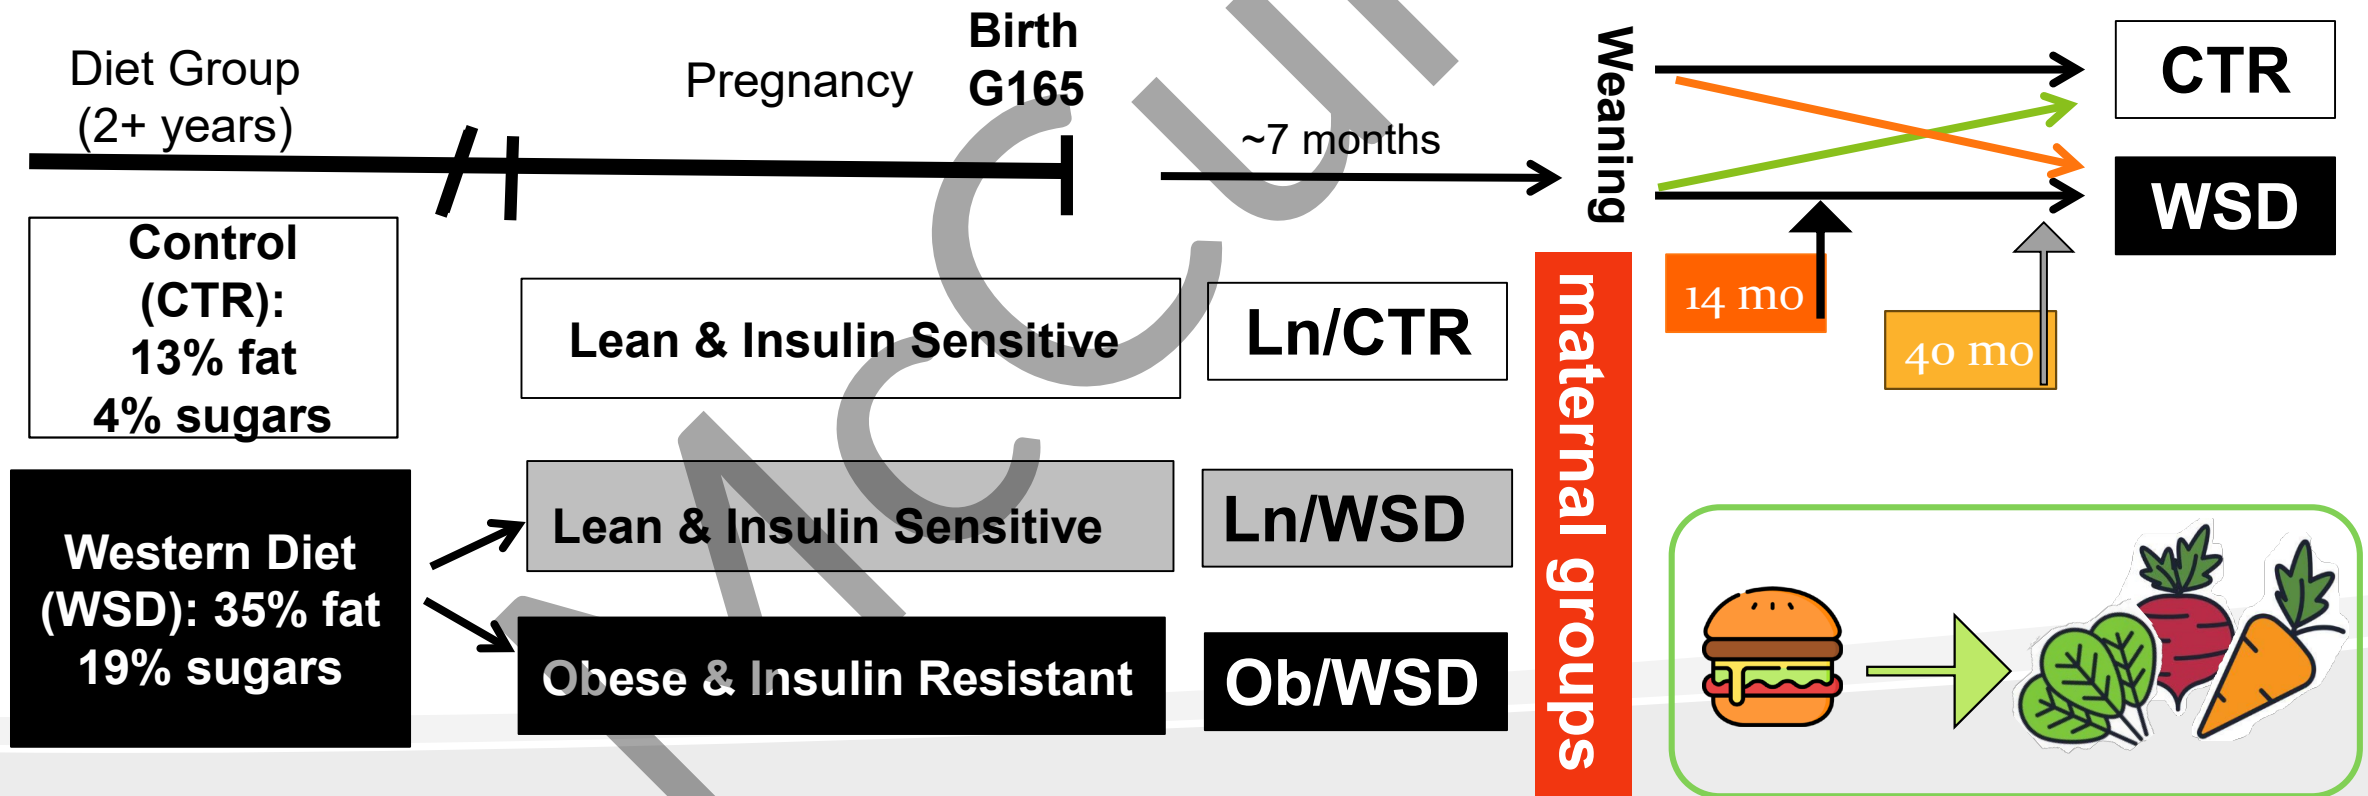 Diet Group
(2+ years)
Pregnancy
Birth
G165
~7 months
Weaning
CTR
WSD
14 mo
40 mo
Control
(CTR):
13% fat
4% sugars
Lean & Insulin Sensitive
Ln/CTR
Western Diet
(WSD): 35% fat
19% sugars
Lean & Insulin Sensitive
Ln/WSD
Obese & Insulin Resistant
Ob/WSD
maternal groups